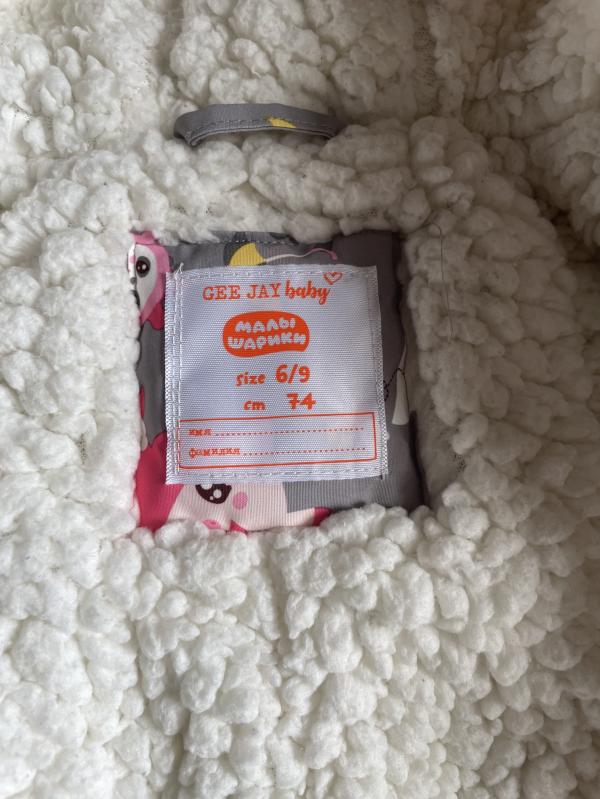 GEE JAY baby
МАЛЫ
ШАРИКИ
size 6/9
cm 74
имя ........................................
фамилия ................................